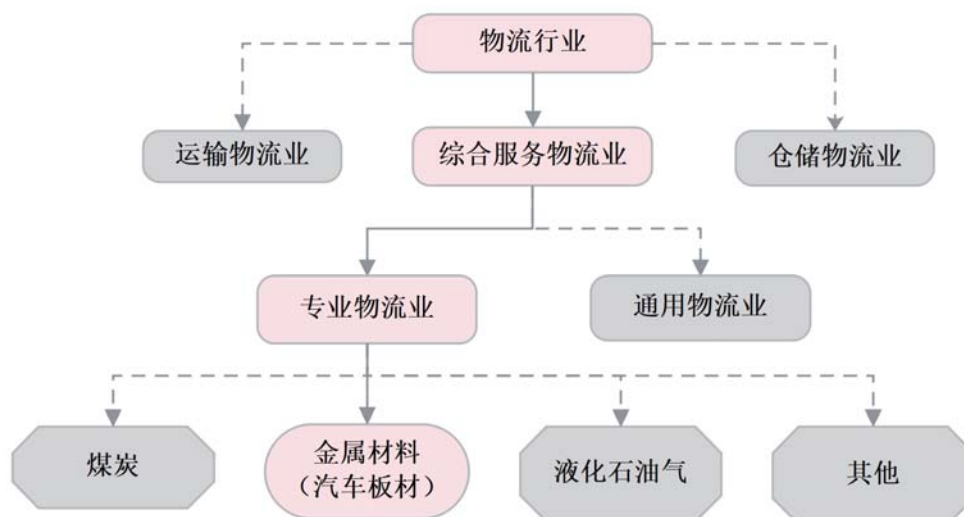 物流行业
运输物流业
综合服务物流业
仓储物流业
专业物流业
通用物流业
煤炭
金属材料
（汽车板材）
液化石油气
其他